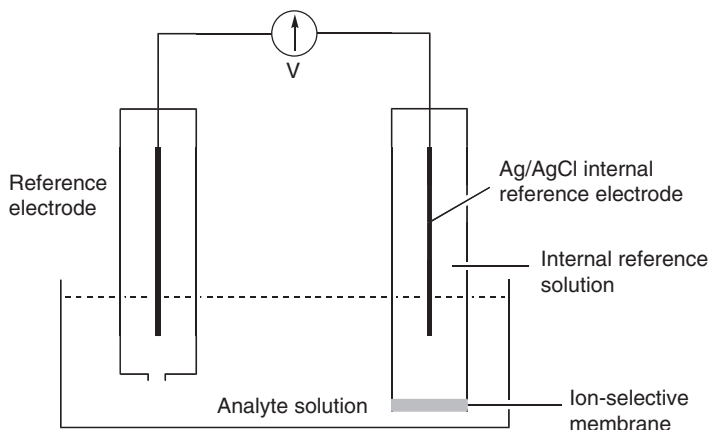 V
Reference
electrode
Ag/AgCl internal
reference electrode
Internal reference
solution
Analyte solution
Ion-selective
membrane